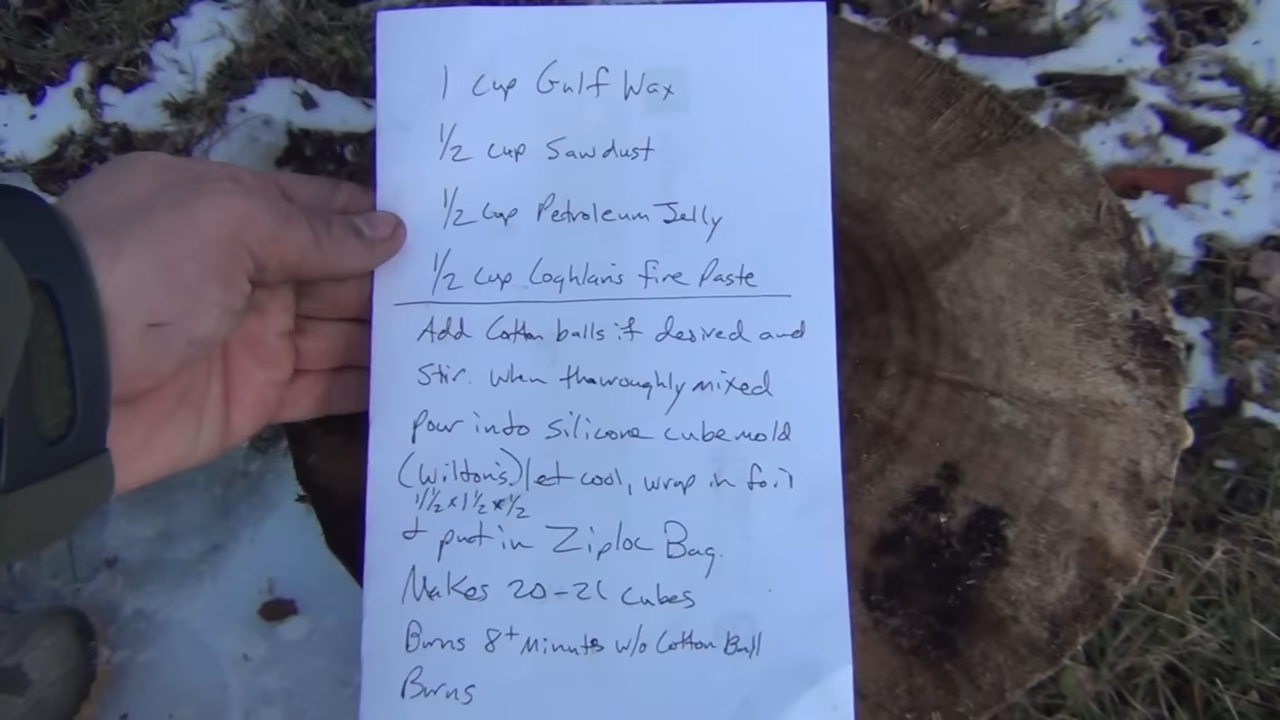 1 Cup Gulf Wax
1/2 cup Sawdust
1/2 Cup Petroleum Jelly
1/2 Cup Coghlan's fire Paste
Add Cotton balls if desired and
Stir. When thouroughly mixed
pour into silicone cube mold
(Wilton's) let cool, wrap in foil
1 1/2 x 1 1/2 x 1/2
+ put in Ziploc Bag.
Makes 20-21 cubes
Burns 8+ Minutes w/o Cotton Ball
Burns